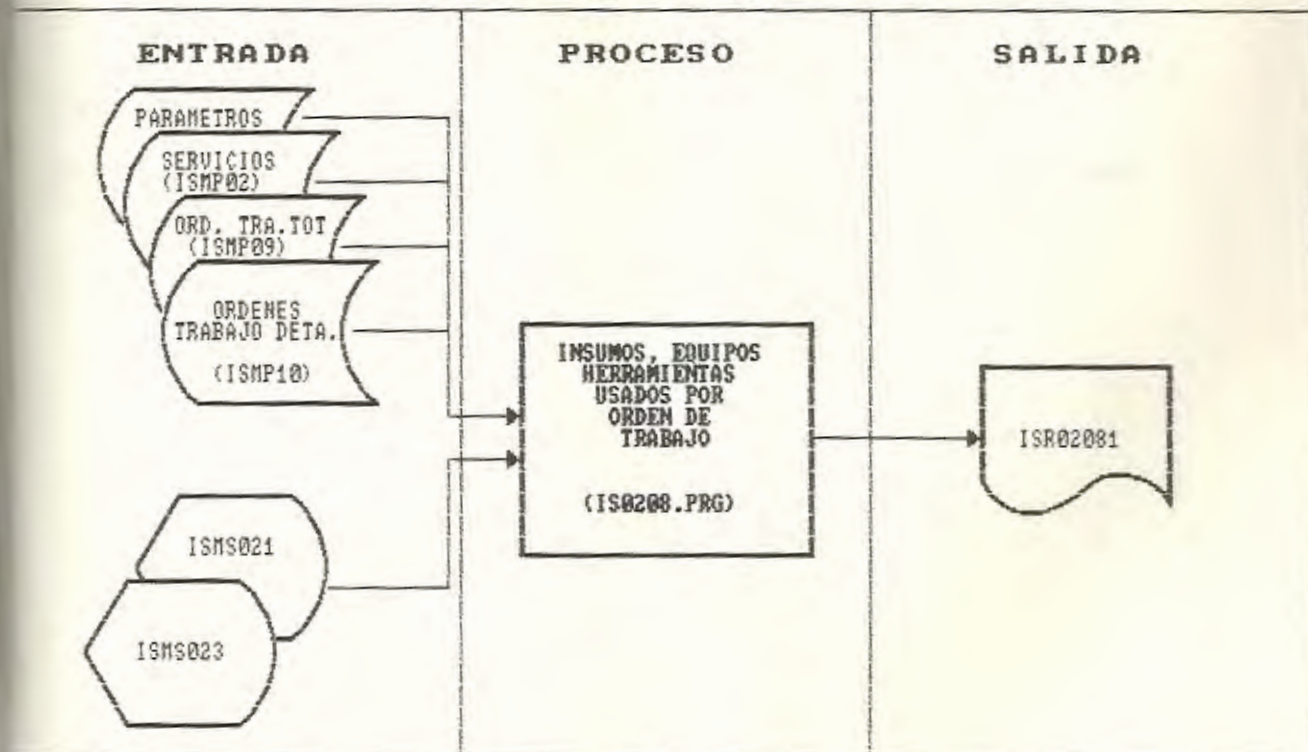 ENTRADA
PARAMETROS
SERVICIOS
(ISMP02)
ORD. TRA.TOT
(ISMP09)
ORDENES
TRABAJO DETA.
(ISMP10)
ISMS021
ISMS023
PROCESO
INSUMOS, EQUIPOS
HERRAMIENTAS
USADOS POR
ORDEN DE
TRABAJO
(IS0208.PRG)
SALIDA
ISR02081